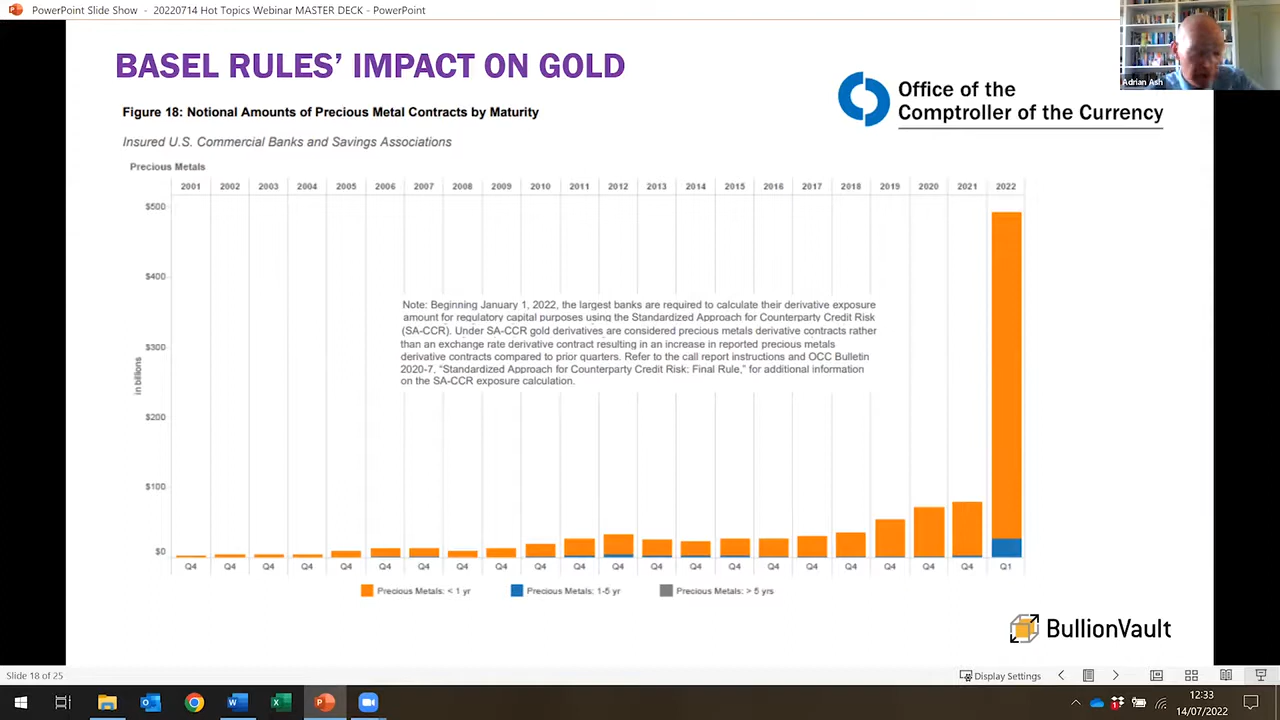 PowerPoint Slide Show - 20220714 Hot Topics Webinar MASTER DECK - PowerPoint
Adrian Ash
BASEL RULES' IMPACT ON GOLD
Office of the
Comptroller of the Currency
Figure 18: Notional Amounts of Precious Metal Contracts by Maturity
Insured U.S. Commercial Banks and Savings Associations
Precious Metals
2001 2002 2003 2004 2005 2006 2007 2008 2009 2010 2011 2012 2013 2014 2015 2016 2017 2018 2019 2020 2021 2022
$500
$400
$300
$200
$100
$0
in billions
Note: Beginning January 1, 2022, the largest banks are required to calculate their derivative exposure
amount for regulatory capital purposes using the Standardized Approach for Counterparty Credit Risk
(SA-CCR). Under SA-CCR gold derivatives are considered precious metals derivative contracts rather
than an exchange rate derivative contract resulting in an increase in reported precious metals
derivative contracts compared to prior quarters. Refer to the call report instructions and OCC Bulletin
2020-7, "Standardized Approach for Counterparty Credit Risk: Final Rule," for additional information
on the SA-CCR exposure calculation.
Q4 Q4 Q4 Q4 Q4 Q4 Q4 Q4 Q4 Q4 Q4 Q4 Q4 Q4 Q4 Q4 Q4 Q4 Q4 Q4 Q4 Q1
Precious Metals: < 1 yr Precious Metals: 1-5 yr Precious Metals: > 5 yrs
BullionVault
Slide 18 of 25
Display Settings
12:33
14/07/2022